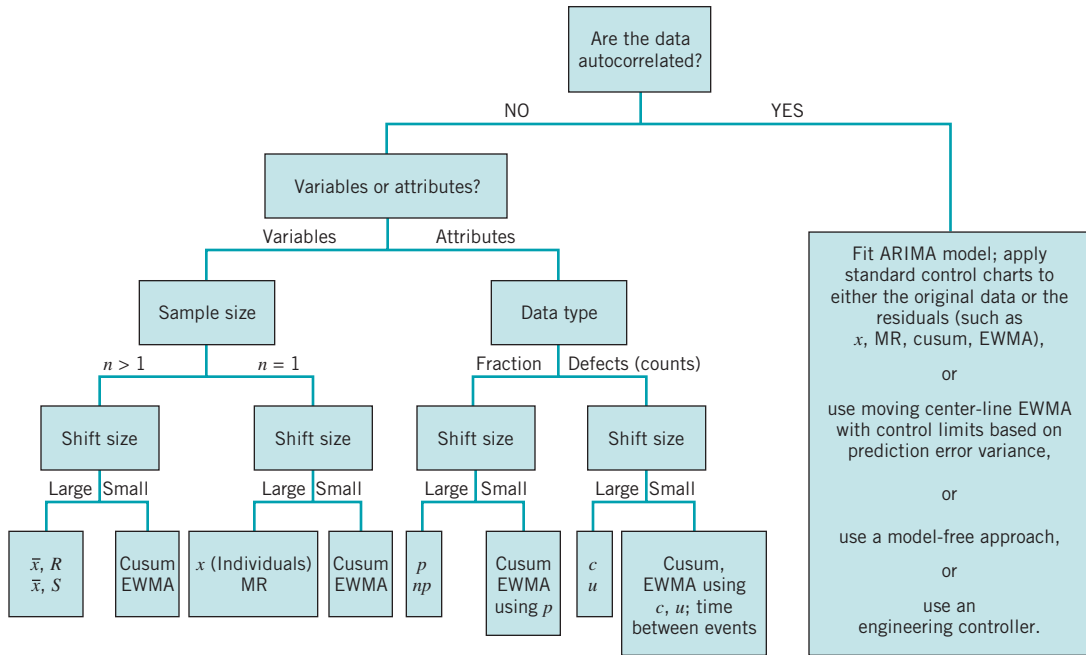 Are the data
autocorrelated?
NO
YES
Variables or attributes?
Variables
Attributes
Sample size
Data type
n > 1
n = 1
Fraction
Defects (counts)
Shift size
Shift size
Shift size
Shift size
Large
Small
Large
Small
Large
Small
Large
Small
x̄, R
x̄, S
Cusum
EWMA
x (Individuals)
MR
Cusum
EWMA
p
np
Cusum
EWMA
using p
c
u
Cusum,
EWMA using
c, u; time
between events
Fit ARIMA model; apply
standard control charts to
either the original data or the
residuals (such as
x, MR, cusum, EWMA),
or
use moving center-line EWMA
with control limits based on
prediction error variance,
or
use a model-free approach,
or
use an
engineering controller.